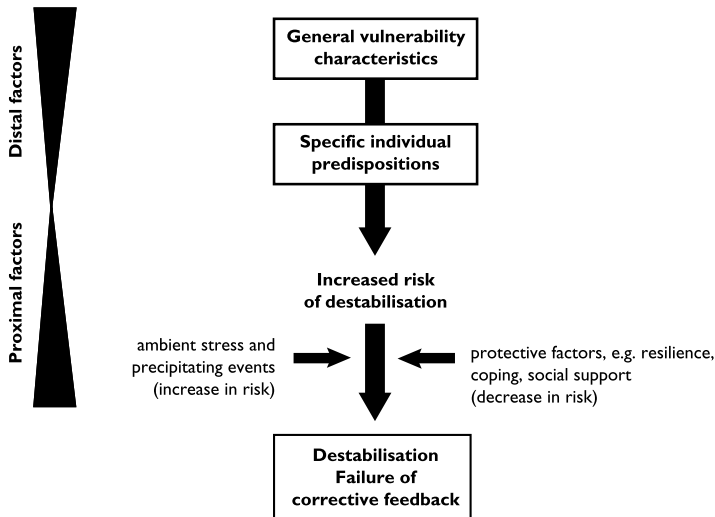 Distal factors
Proximal factors
General vulnerability
characteristics
Specific individual
predispositions
Increased risk
of destabilisation
ambient stress and
precipitating events
(increase in risk)
protective factors, e.g. resilience,
coping, social support
(decrease in risk)
Destabilisation
Failure of
corrective feedback